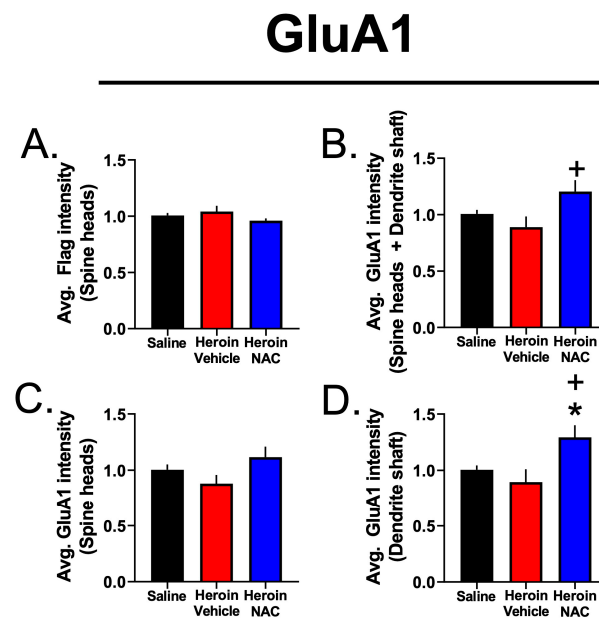 GluA1
A.
Avg. Flag intensity
(Spine heads)
1.5
1.0
0.5
0.0
Saline
Heroin
Vehicle
Heroin
NAC
B.
Avg. GluA1 intensity
(Spine heads + Dendrite shaft)
1.5
1.0
0.5
0.0
+
Saline
Heroin
Vehicle
Heroin
NAC
C.
Avg. GluA1 intensity
(Spine heads)
1.5
1.0
0.5
0.0
Saline
Heroin
Vehicle
Heroin
NAC
D.
Avg. GluA1 intensity
(Dendrite shaft)
1.5
1.0
0.5
0.0
+
*
Saline
Heroin
Vehicle
Heroin
NAC